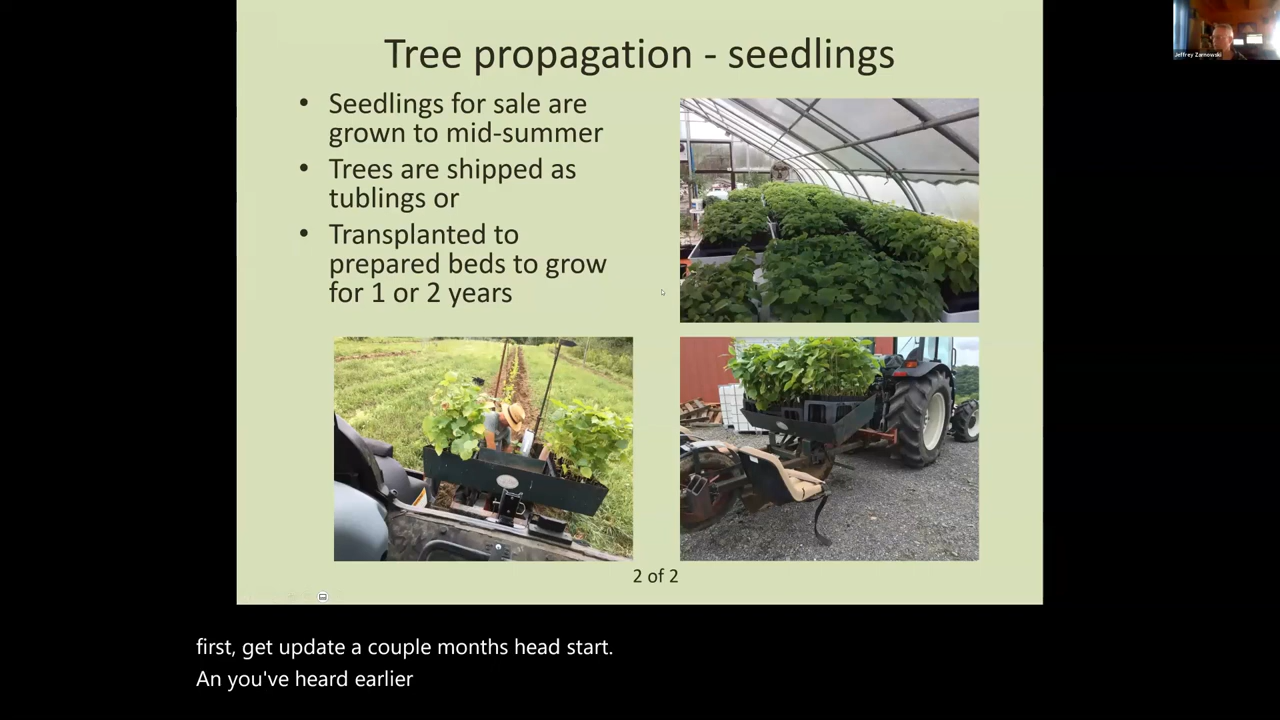 Tree propagation - seedlings
• Seedlings for sale are
grown to mid-summer
• Trees are shipped as
tublings or
• Transplanted to
prepared beds to grow
for 1 or 2 years
2 of 2
Jeffrey Zarnowski
first, get update a couple months head start.
An you've heard earlier